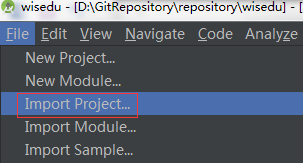 wisedu - [D:\GitRepository\repository\wisedu] - [
File Edit View Navigate Code Analyze
New Project...
New Module...
Import Project...
Import Module...
Import Sample...